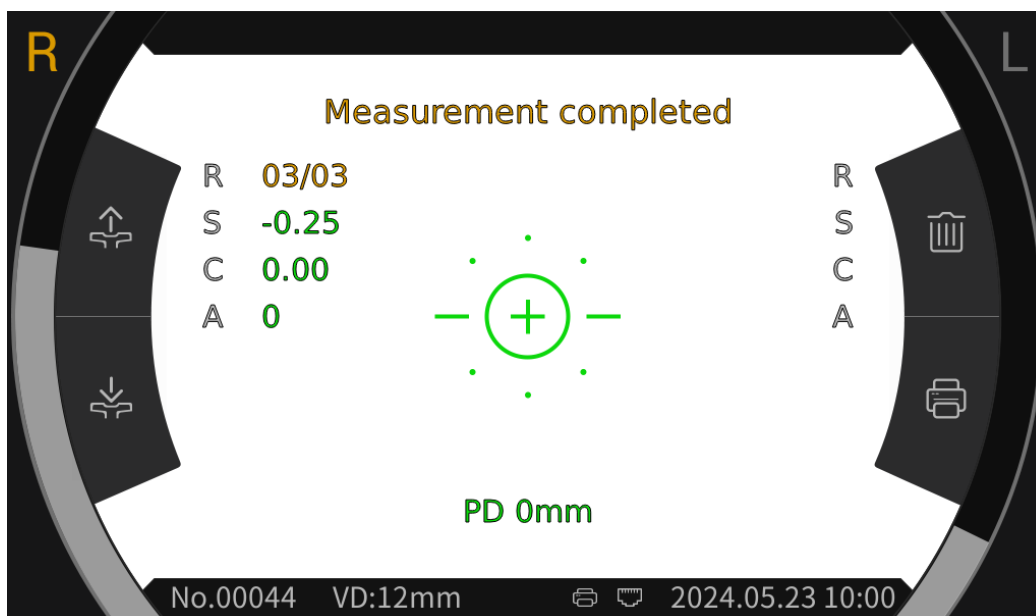 R L
Measurement completed
R 03/03 R
S -0.25 S
C 0.00 C
A 0 A
PD 0mm
No.00044 VD:12mm 2024.05.23 10:00